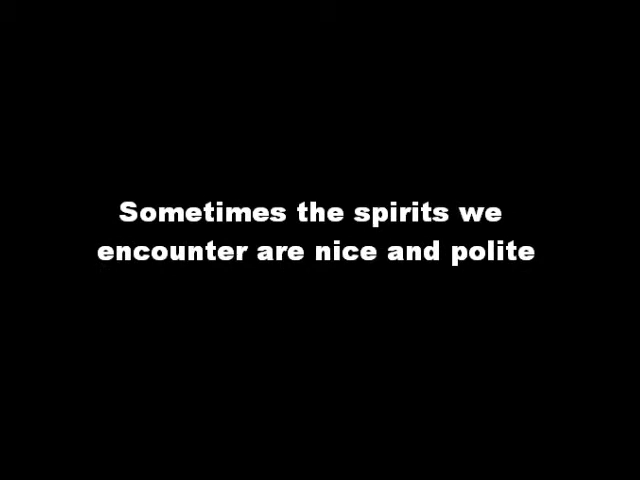 Sometimes the spirits we
encounter are nice and polite